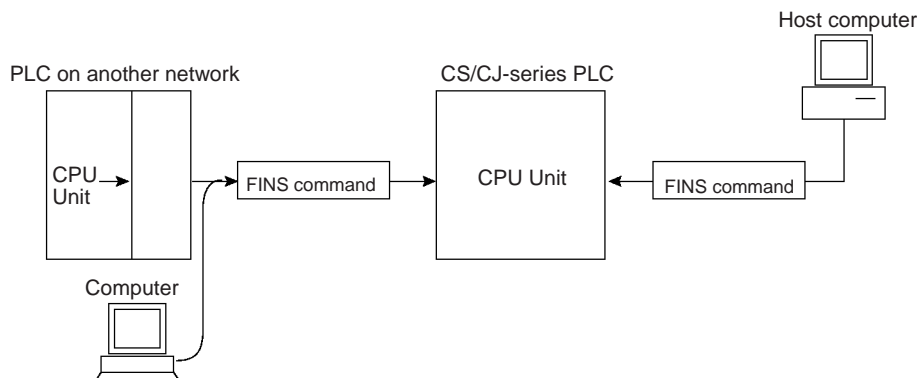 Host computer
PLC on another network
CS/CJ-series PLC
CPU
Unit
FINS command
CPU Unit
FINS command
Computer